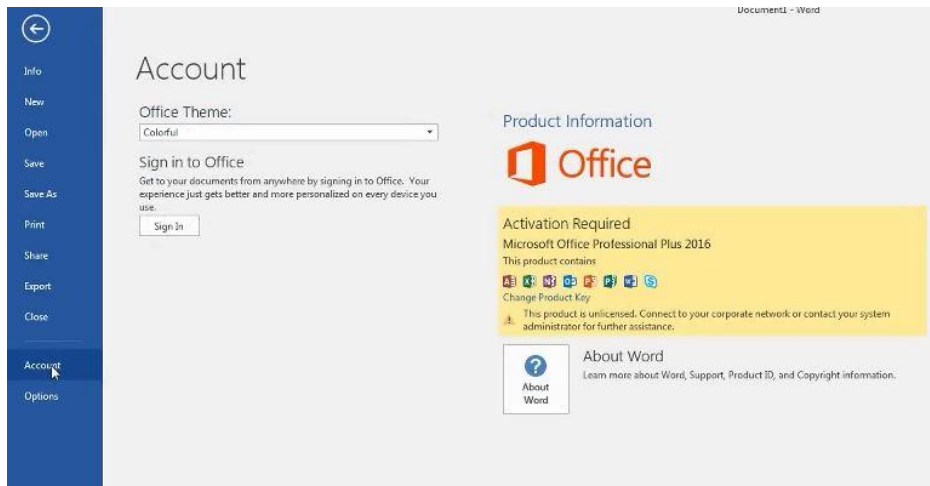 Document1 - Word
Info
New
Open
Save
Save As
Print
Share
Export
Close
Account
Options
Account
Office Theme:
Colorful
Sign in to Office
Get to your documents from anywhere by signing in to Office. Your
experience just gets better and more personalized on every device you
use.
Sign In
Product Information
Office
Activation Required
Microsoft Office Professional Plus 2016
This product contains
Change Product Key
This product is unlicensed. Connect to your corporate network or contact your system
administrator for further assistance.
About
Word
About Word
Learn more about Word, Support, Product ID, and Copyright information.